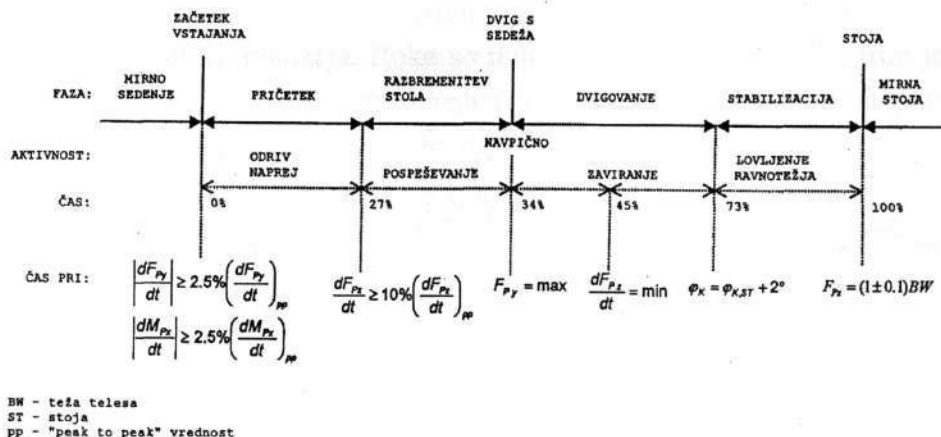 ZAČETEK
VSTAJANJA
DVIG S
SEDEŽA
STOJA
FAZA:
MIRNO
SEDENJE
PRIČETEK
RAZBREMENITEV
STOLA
DVIGOVANJE
STABILIZACIJA
MIRNA
STOJA
AKTIVNOST:
ODRIV
NAPREJ
POSPEŠEVANJE
NAVPIČNO
ZAVIRANJE
LOVLJENJE
RAVNOTEŽJA
ČAS:
0%
27%
34%
45%
73%
100%
ČAS PRI:
|dF_Py/dt| ≥ 2.5% (dF_Py/dt)_pp
|dM_Px/dt| ≥ 2.5% (dM_Px/dt)_pp
dF_Pz/dt ≥ 10% (dF_Pz/dt)_pp
F_Py = max
dF_Pz/dt = min
φ_K = φ_K,ST + 2°
F_Pz = (1 ± 0.1)BW
BW - teža telesa
ST - stoja
pp - "peak to peak" vrednost